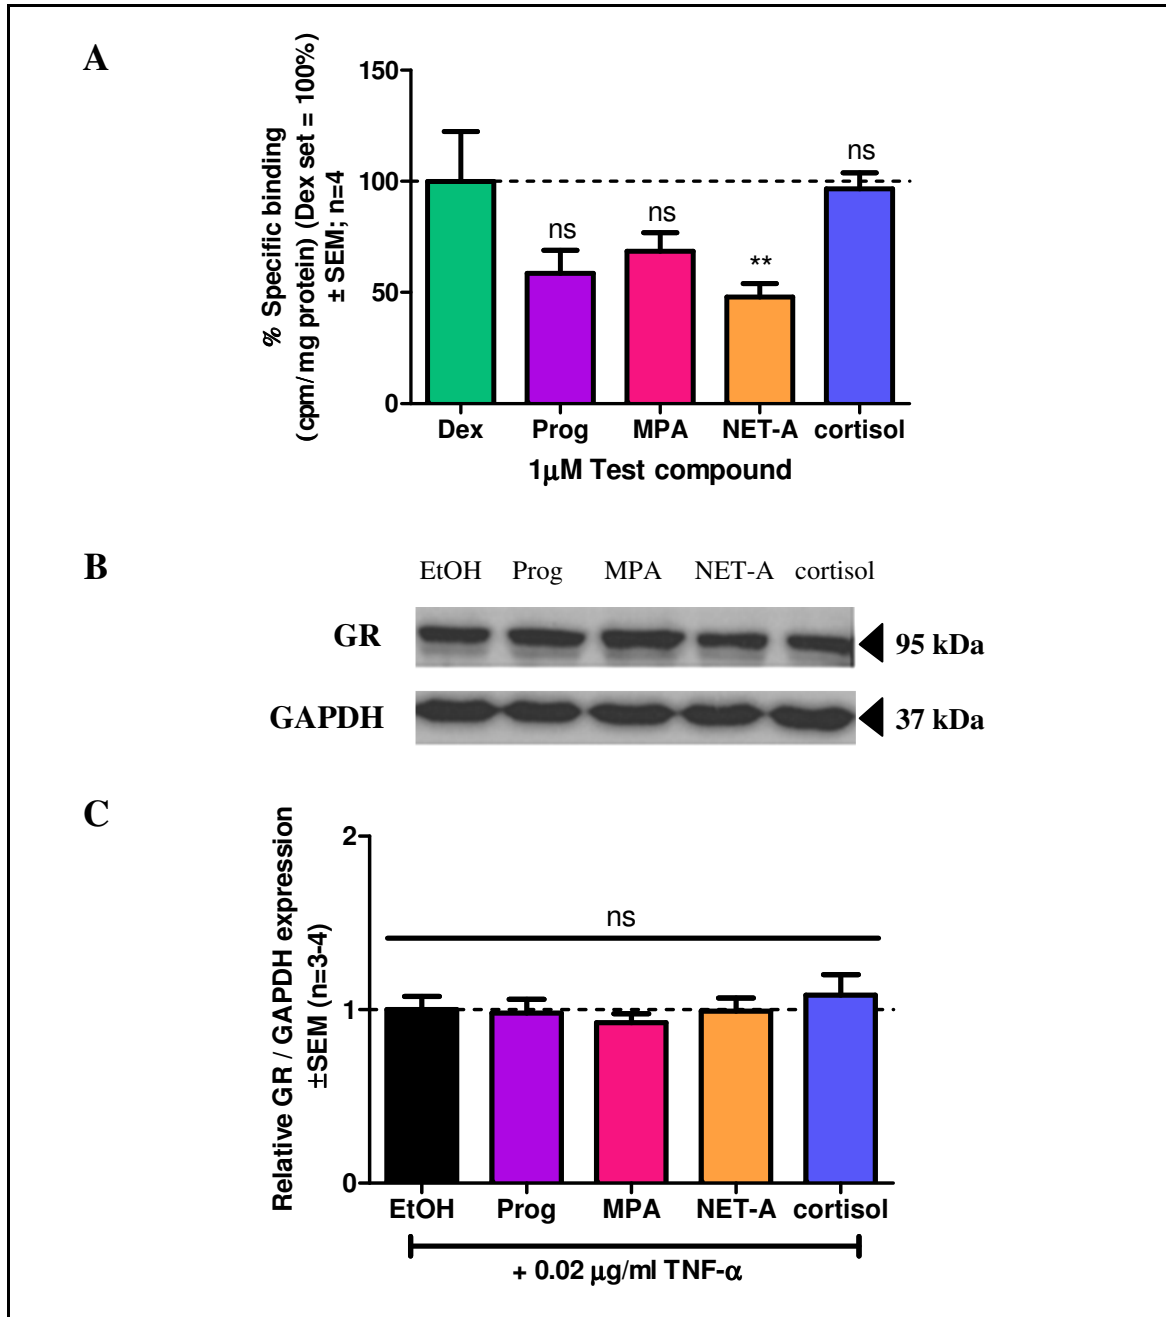 A
% Specific binding
(cpm/mg protein) (Dex set = 100%)
± SEM; n=4
150
100
50
0
ns
ns
**
ns
Dex Prog MPA NET-A cortisol
1µM Test compound
B
EtOH Prog MPA NET-A cortisol
GR 95 kDa
GAPDH 37 kDa
C
Relative GR / GAPDH expression
±SEM (n=3-4)
2
1
0
ns
EtOH Prog MPA NET-A cortisol
+ 0.02 µg/ml TNF-α